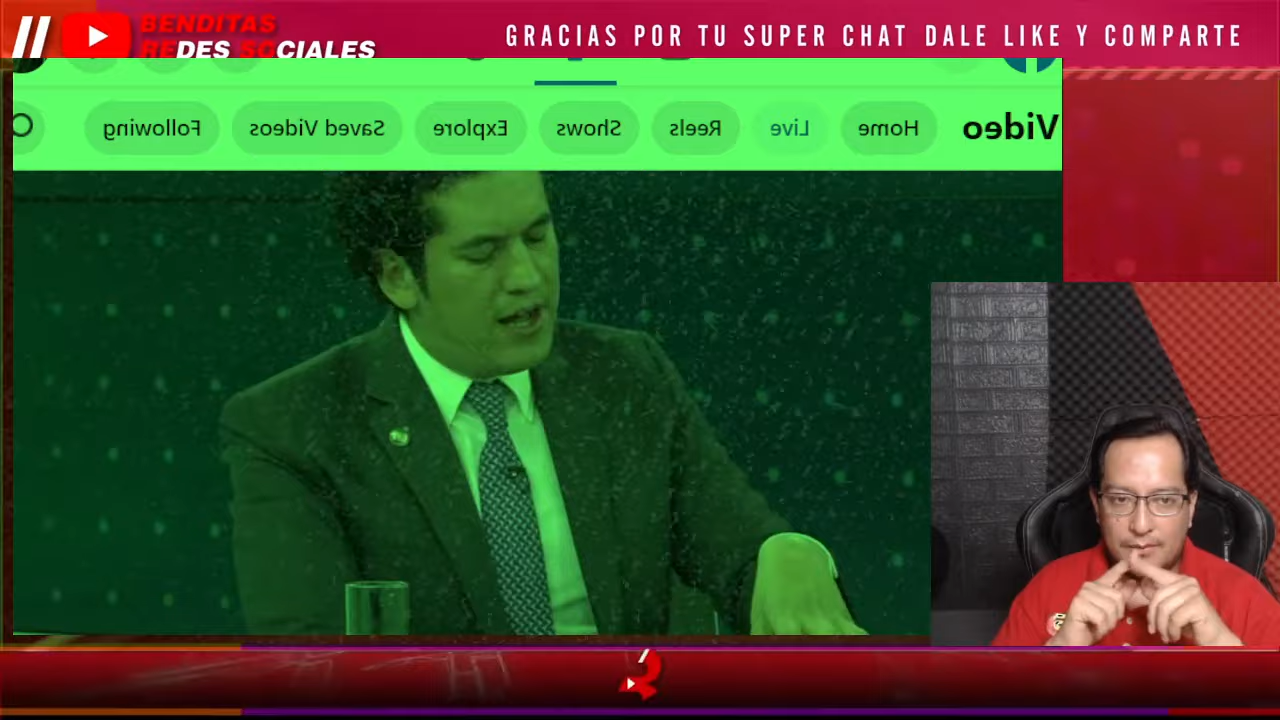 BENDITAS
REDES SOCIALES
GRACIAS POR TU SUPER CHAT DALE LIKE Y COMPARTE
Following
Saved Videos
Explore
Shows
Reels
Live
Home
Video